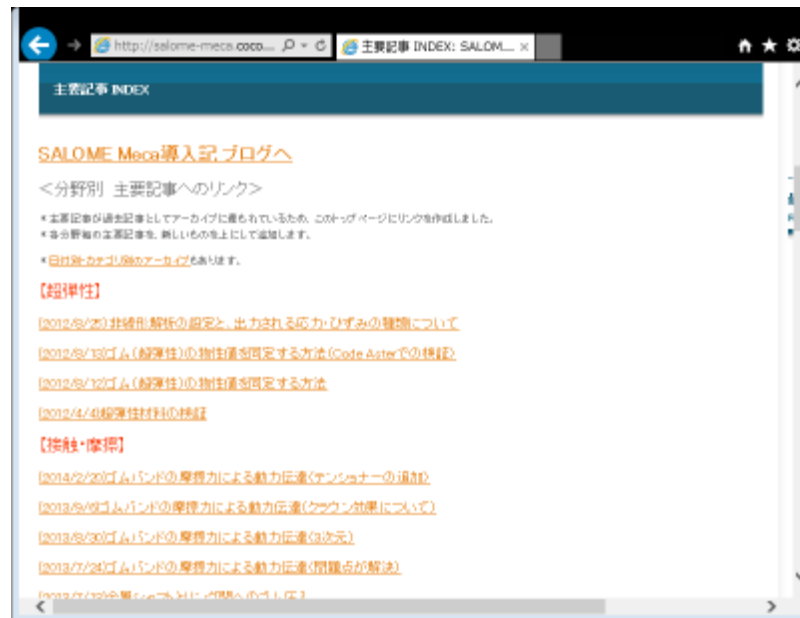 http://salome-meca.coco...
主要記事 INDEX: SALOM...
主要記事 INDEX
SALOME Meca導入記 ブログへ
＜分野別 主要記事へのリンク＞
*主要記事が過去記事としてアーカイブに埋もれているため、このトップページにリンクを作成しました。
*各分野毎の主要記事を、新しいものを上にして追加します。
*日付別・カテゴリ別のアーカイブもあります。
【超弾性】
(2012/8/25)非線形解析の設定と、出力される応力・ひずみの種類について
(2012/8/13)ゴム（超弾性）の物性値を同定する方法(Code Asterでの検証)
(2012/8/12)ゴム（超弾性）の物性値を同定する方法
(2012/4/4)超弾性材料の検証
【接触・摩擦】
(2014/2/20)ゴムバンドの摩擦力による動力伝達(テンショナーの追加)
(2013/9/6)ゴムバンドの摩擦力による動力伝達(クラウン効果について)
(2013/8/30)ゴムバンドの摩擦力による動力伝達(3次元)
(2013/7/24)ゴムバンドの摩擦力による動力伝達(問題点が解決)